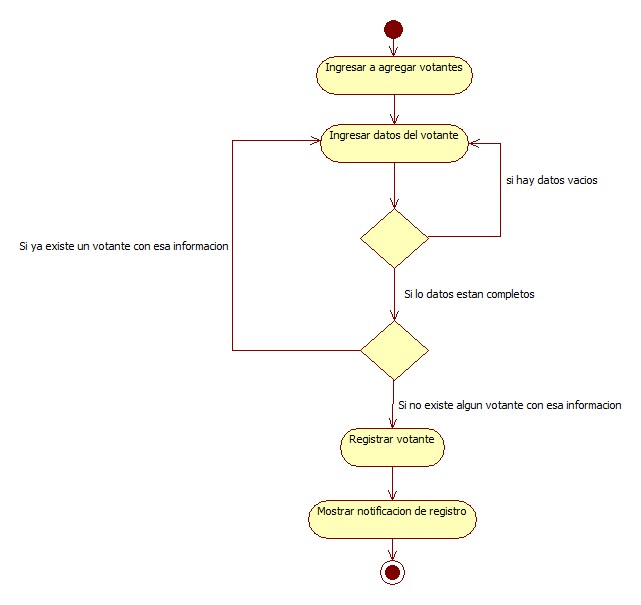 Ingresar a agregar votantes
Ingresar datos del votante
si hay datos vacios
Si ya existe un votante con esa informacion
Si lo datos estan completos
Si no existe algun votante con esa informacion
Registrar votante
Mostrar notificacion de registro